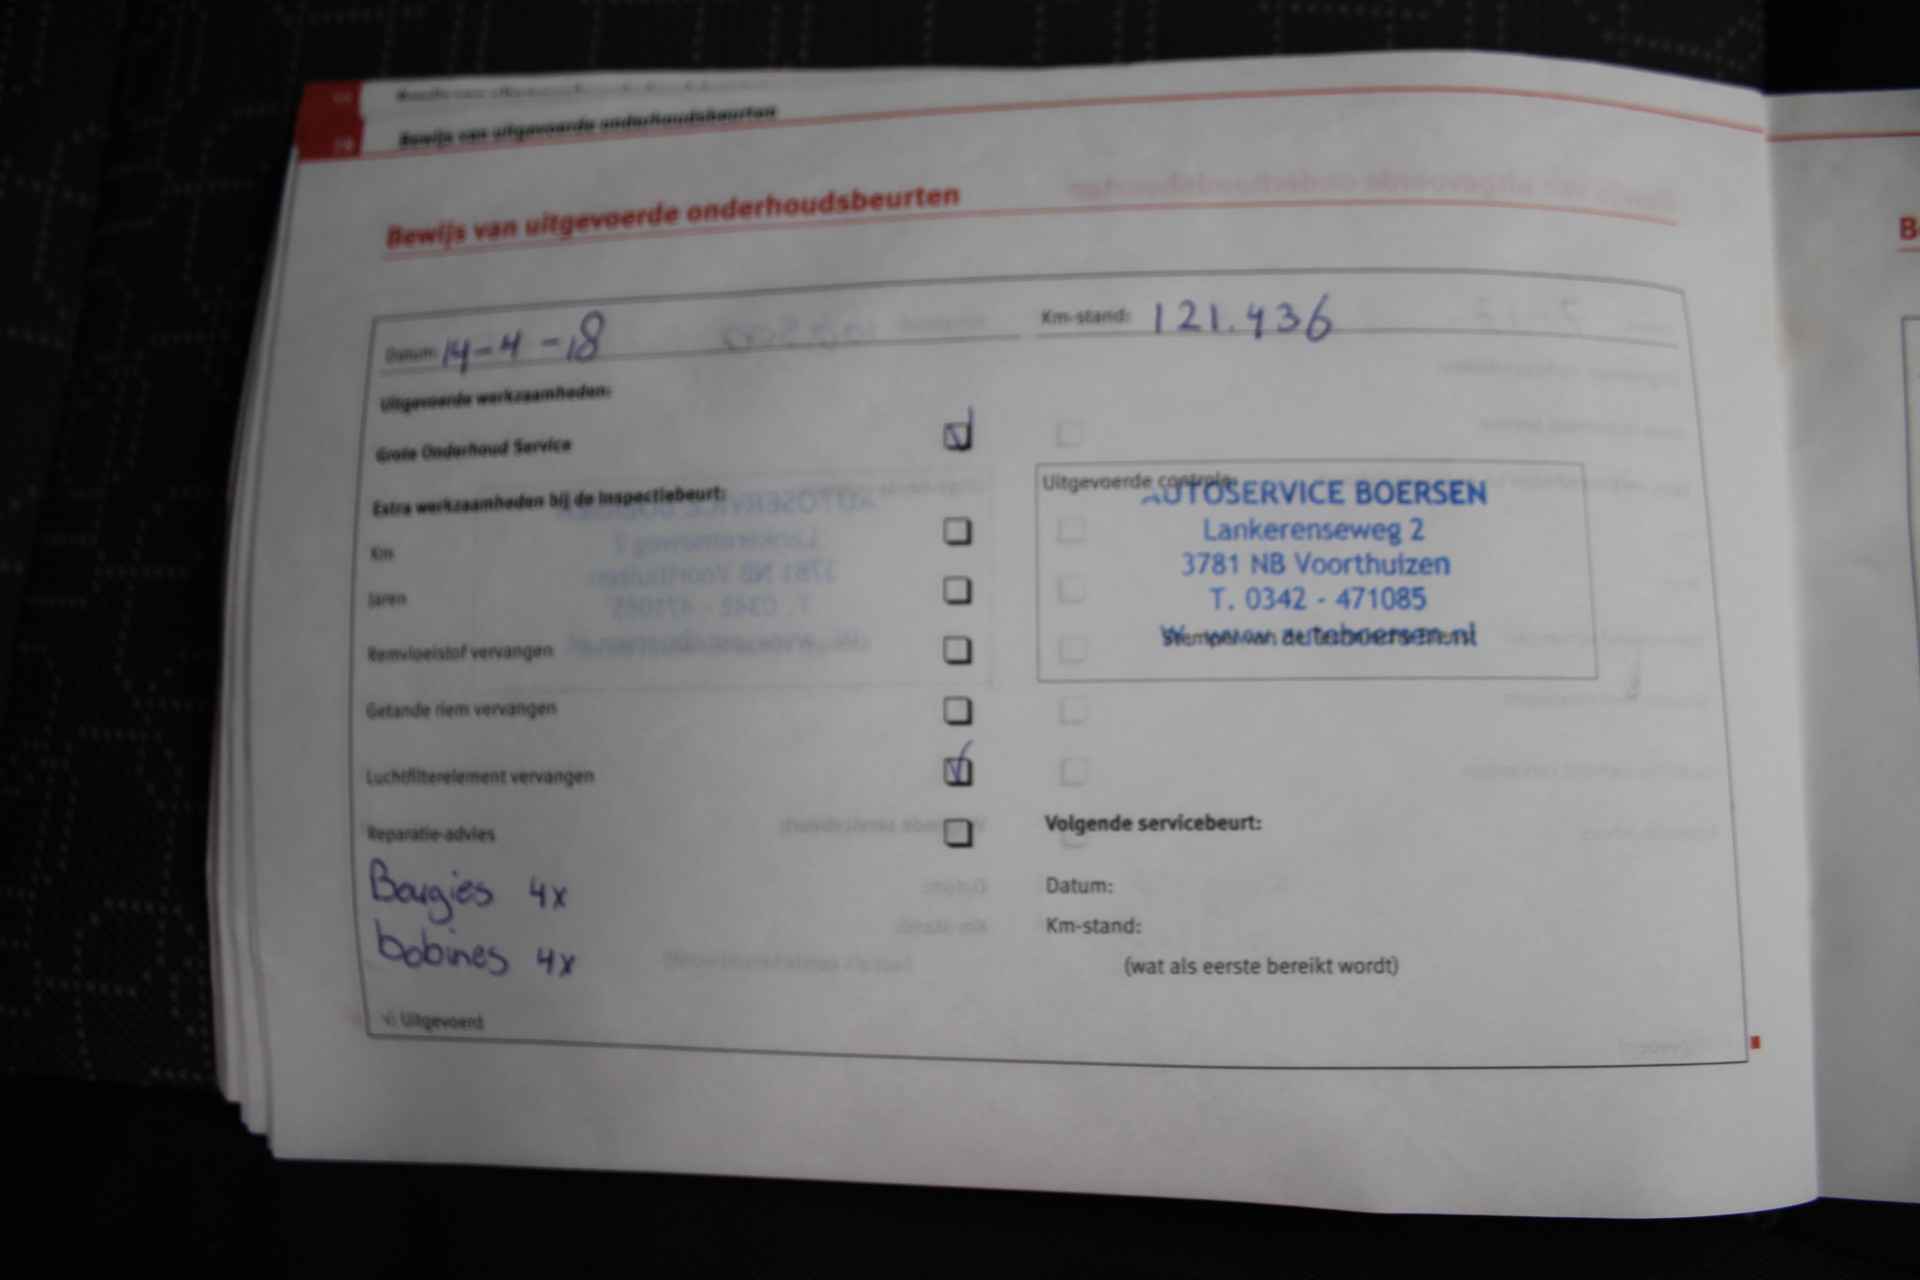 Bewijs van uitgevoerde onderhoudsbeurten
Bewijs van uitgevoerde onderhoudsbeurten
Datum: 14-4-18
Km-stand: 121.436
Uitgevoerde werkzaamheden:
Grote Onderhoud Service
Extra werkzaamheden bij de Inspectiebeurt:
Km
Jaren
Remvloeistof vervangen
Getande riem vervangen
Luchtfilterelement vervangen
Reparatie-advies
Bougies 4x
bobines 4x
V: Uitgevoerd
Uitgevoerde controle:
AUTOSERVICE BOERSEN
Lankerenseweg 2
3781 NB Voorthuizen
T. 0342 - 471085
W. www.autoboersen.nl
Stempel van de
Volgende servicebeurt:
Datum:
Km-stand:
(wat als eerste bereikt wordt)
B